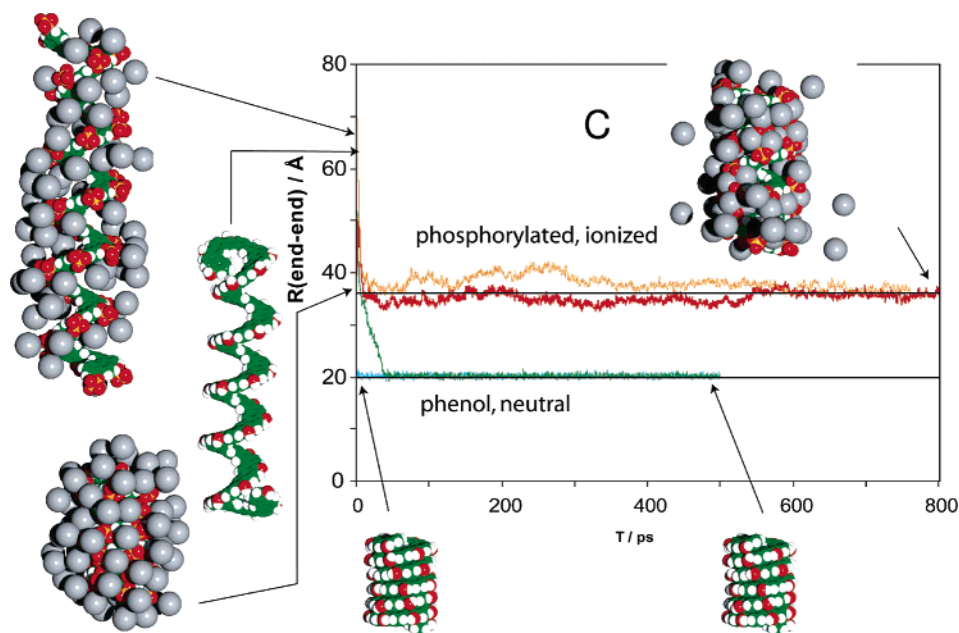 80
C
60
R(end-end) / Å
phosphorylated, ionized
40
20
phenol, neutral
0
0 200 400 600 800
T / ps